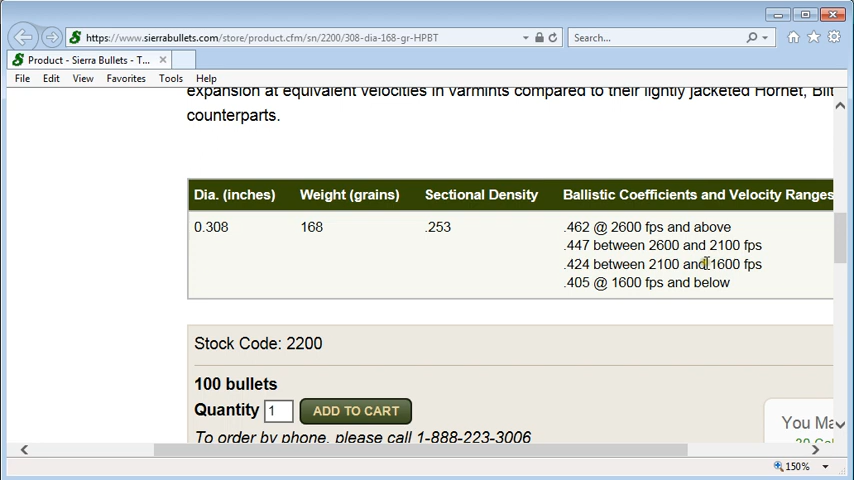 https://www.sierrabullets.com/store/product.cfm/sn/2200/308-dia-168-gr-HPBT
Search...
Product - Sierra Bullets - T...
File Edit View Favorites Tools Help
expansion at equivalent velocities in varmints compared to their lightly jacketed Hornet, Blit
counterparts.
Dia. (inches) Weight (grains) Sectional Density Ballistic Coefficients and Velocity Ranges
0.308 168 .253 .462 @ 2600 fps and above
.447 between 2600 and 2100 fps
.424 between 2100 and 1600 fps
.405 @ 1600 fps and below
Stock Code: 2200
100 bullets
Quantity 1 ADD TO CART
You Ma
To order by phone, please call 1-888-223-3006
150%